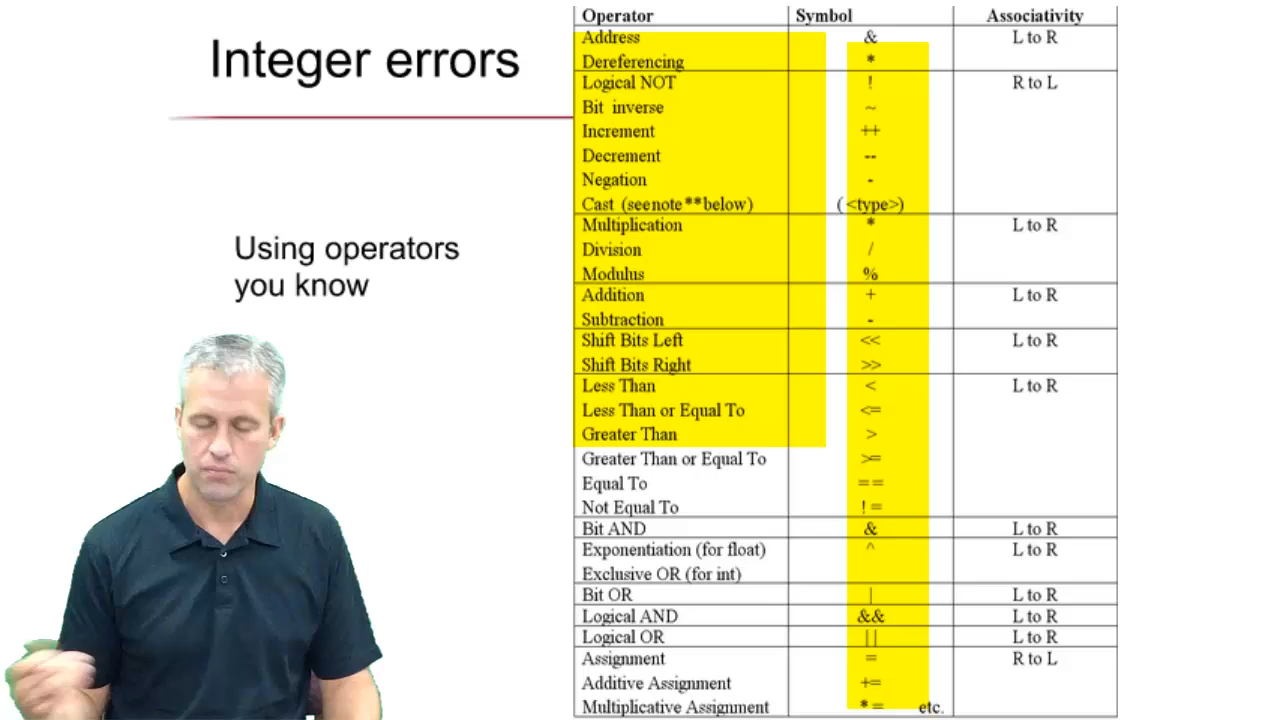 Integer errors
Using operators
you know
Operator Symbol Associativity
Address & L to R
Dereferencing *
Logical NOT ! R to L
Bit inverse ~
Increment ++
Decrement --
Negation -
Cast (see note ** below) ( <type>)
Multiplication * L to R
Division /
Modulus %
Addition + L to R
Subtraction -
Shift Bits Left << L to R
Shift Bits Right >>
Less Than < L to R
Less Than or Equal To <=
Greater Than >
Greater Than or Equal To >=
Equal To = =
Not Equal To ! =
Bit AND & L to R
Exponentiation (for float) ^ L to R
Exclusive OR (for int)
Bit OR | L to R
Logical AND && L to R
Logical OR | | L to R
Assignment = R to L
Additive Assignment +=
Multiplicative Assignment * = etc.